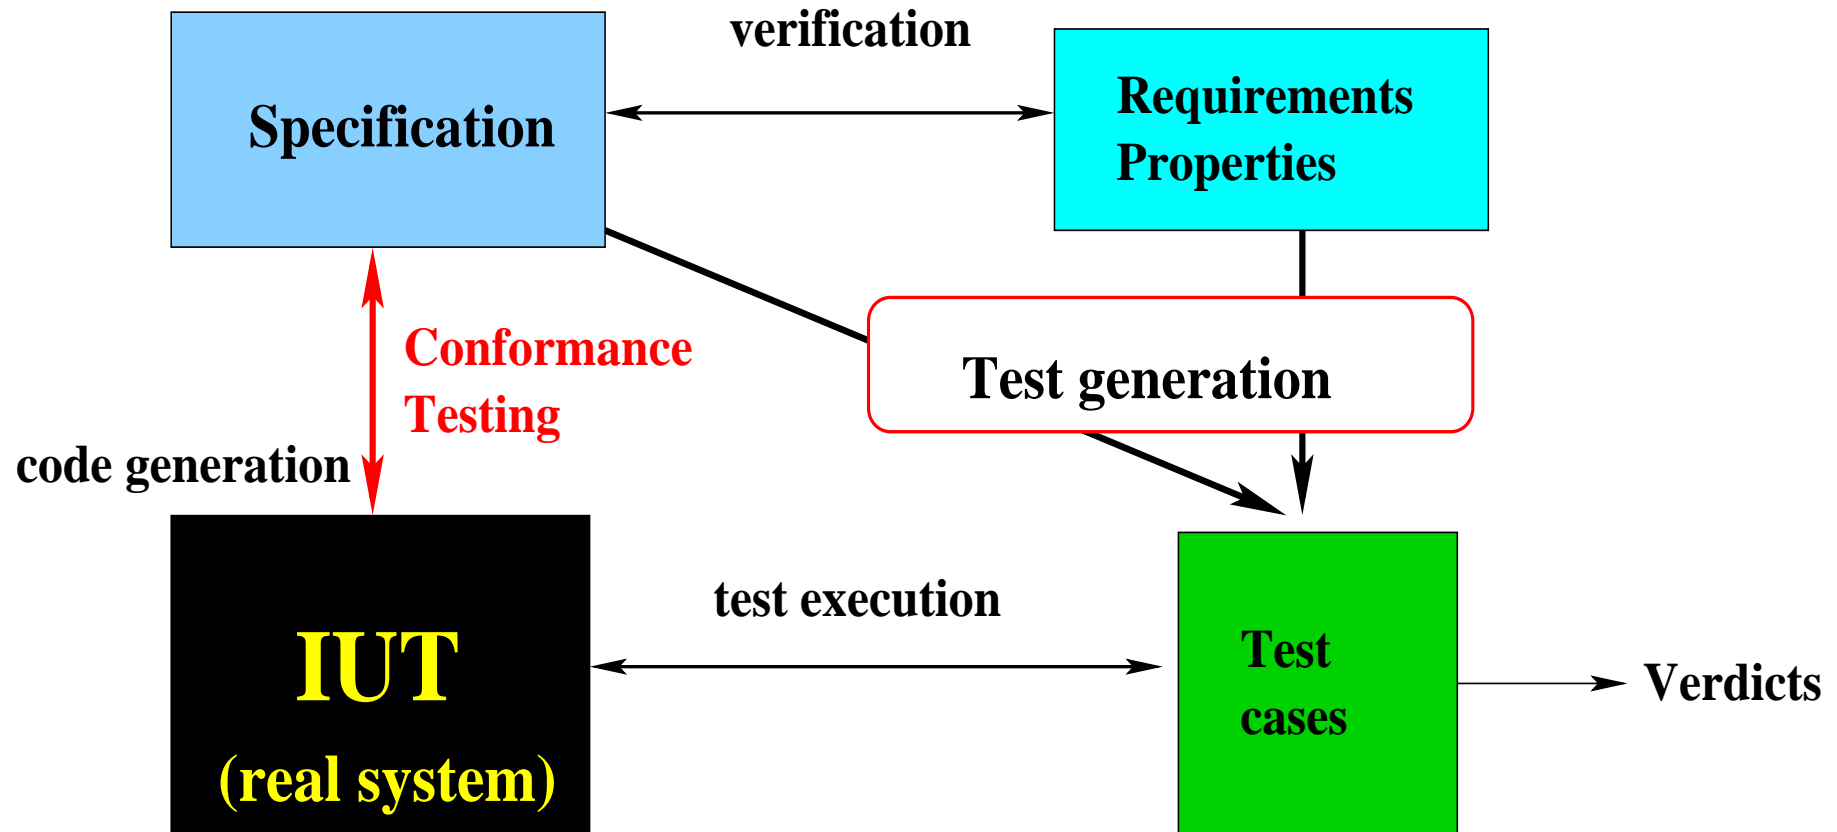 verification
Specification
Requirements
Properties
Conformance
Testing
Test generation
code generation
IUT
(real system)
test execution
Test
cases
Verdicts